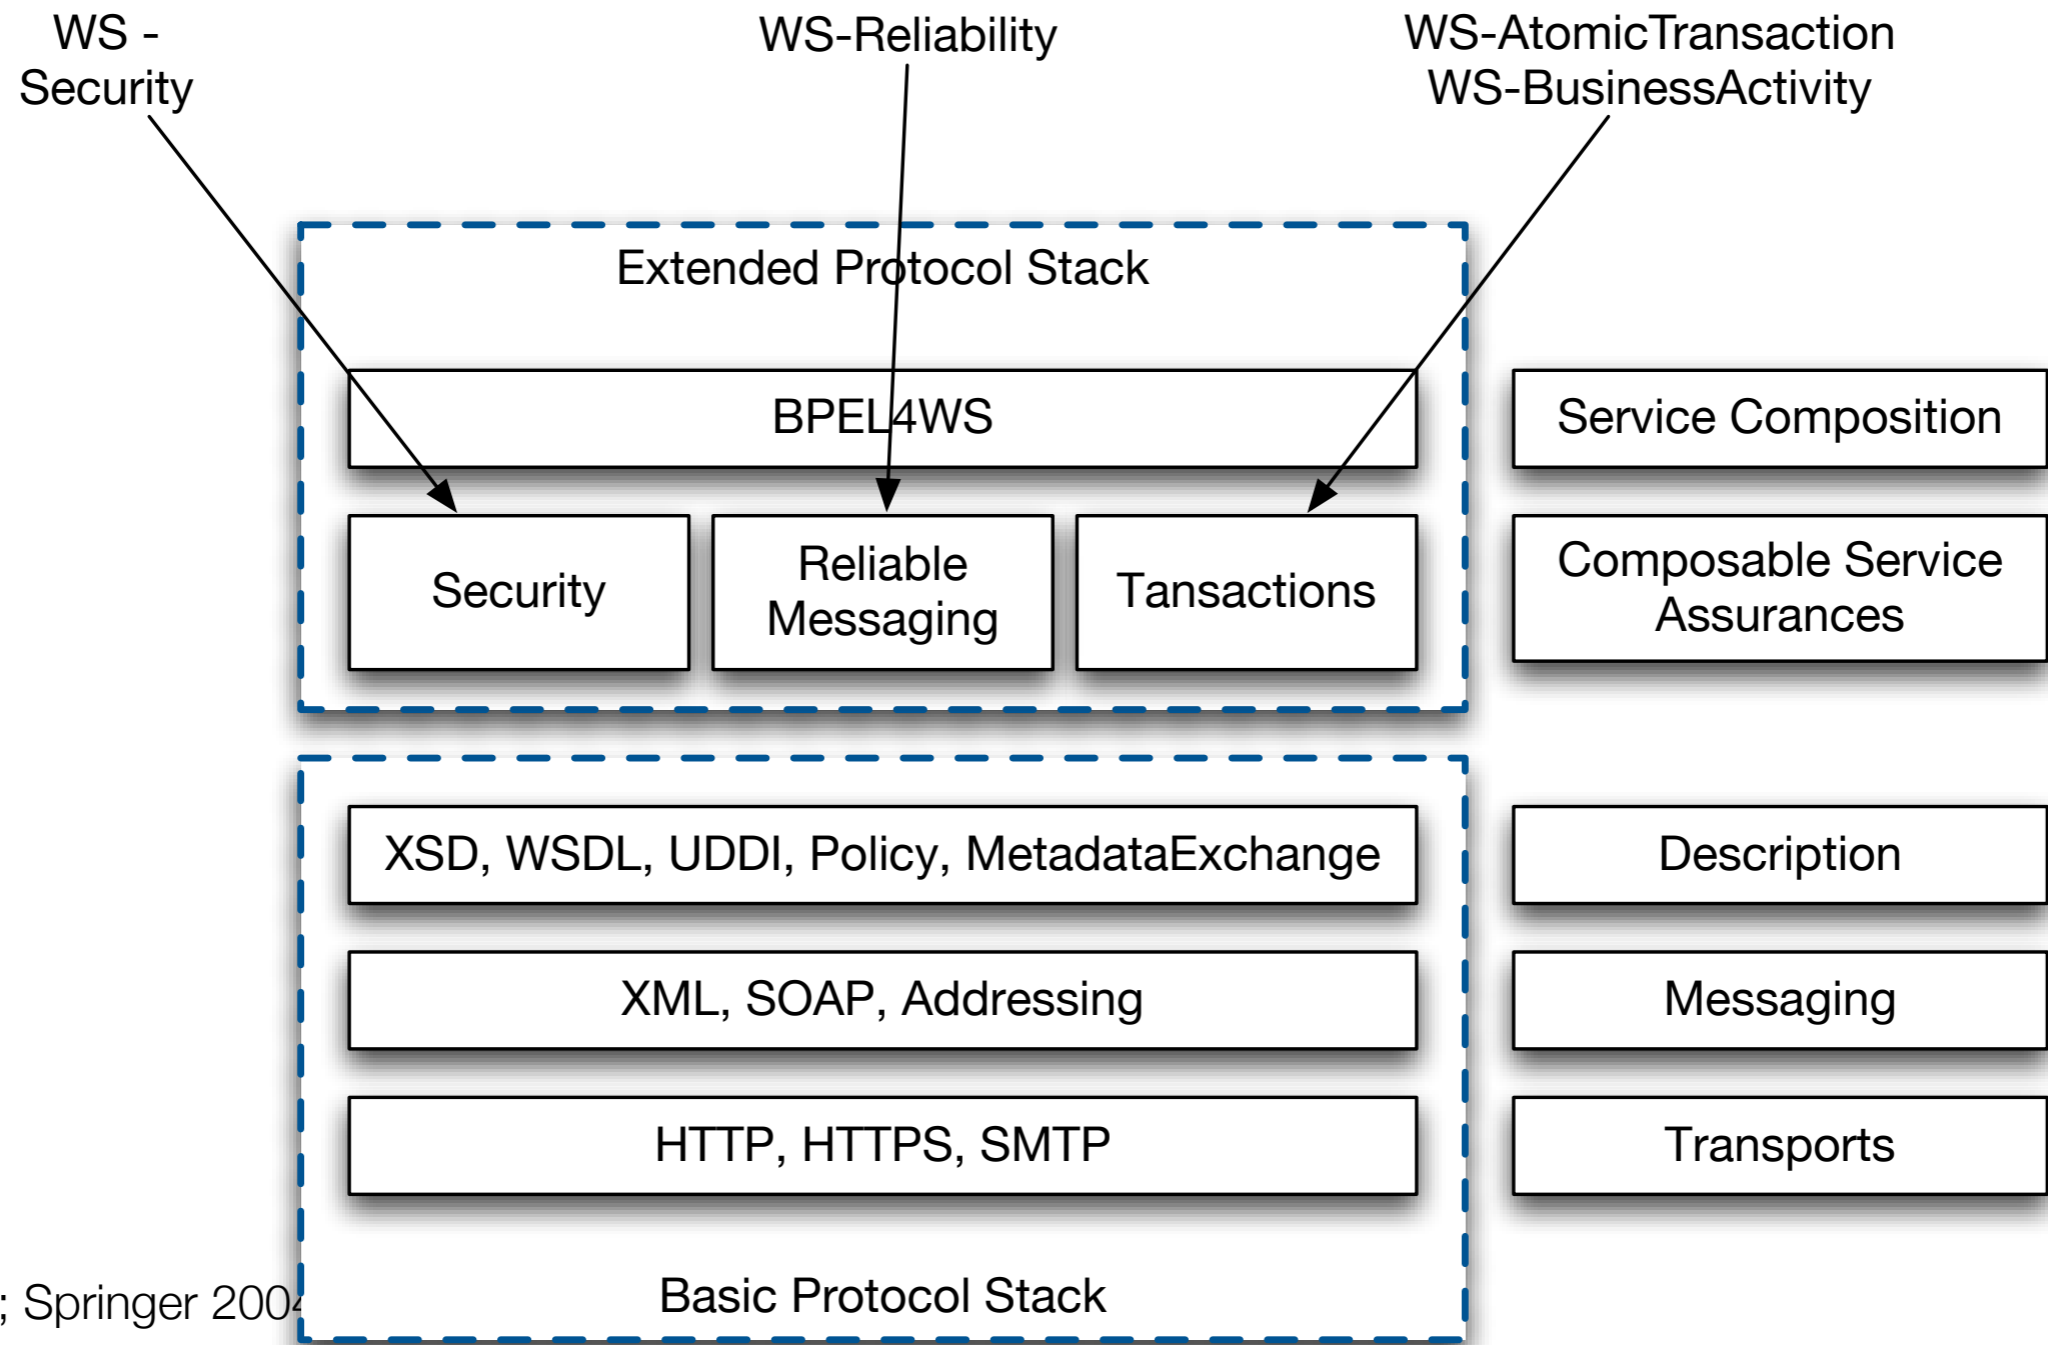 WS -
Security
WS-Reliability
WS-AtomicTransaction
WS-BusinessActivity
Extended Protocol Stack
BPEL4WS
Service Composition
Security
Reliable
Messaging
Tansactions
Composable Service
Assurances
XSD, WSDL, UDDI, Policy, MetadataExchange
Description
XML, SOAP, Addressing
Messaging
HTTP, HTTPS, SMTP
Transports
Basic Protocol Stack
; Springer 2004